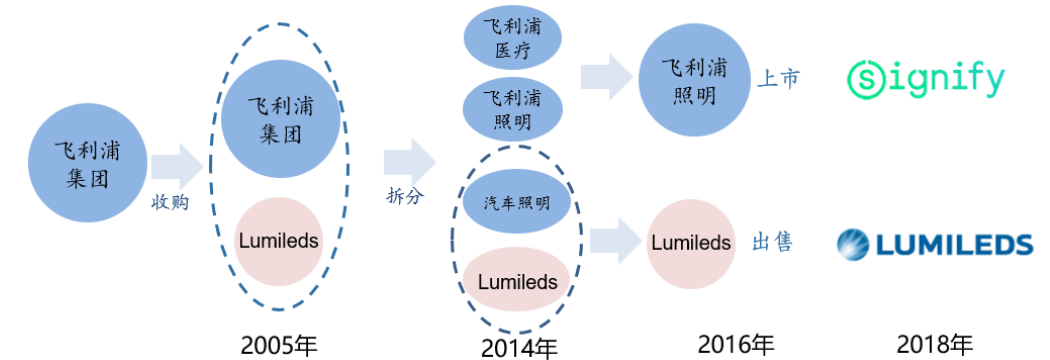 飞利浦
集团
收购
飞利浦
集团
Lumileds
2005年
拆分
飞利浦
医疗
飞利浦
照明
汽车照明
Lumileds
2014年
飞利浦
照明
上市
Lumileds
出售
2016年
signify
LUMILEDS
2018年